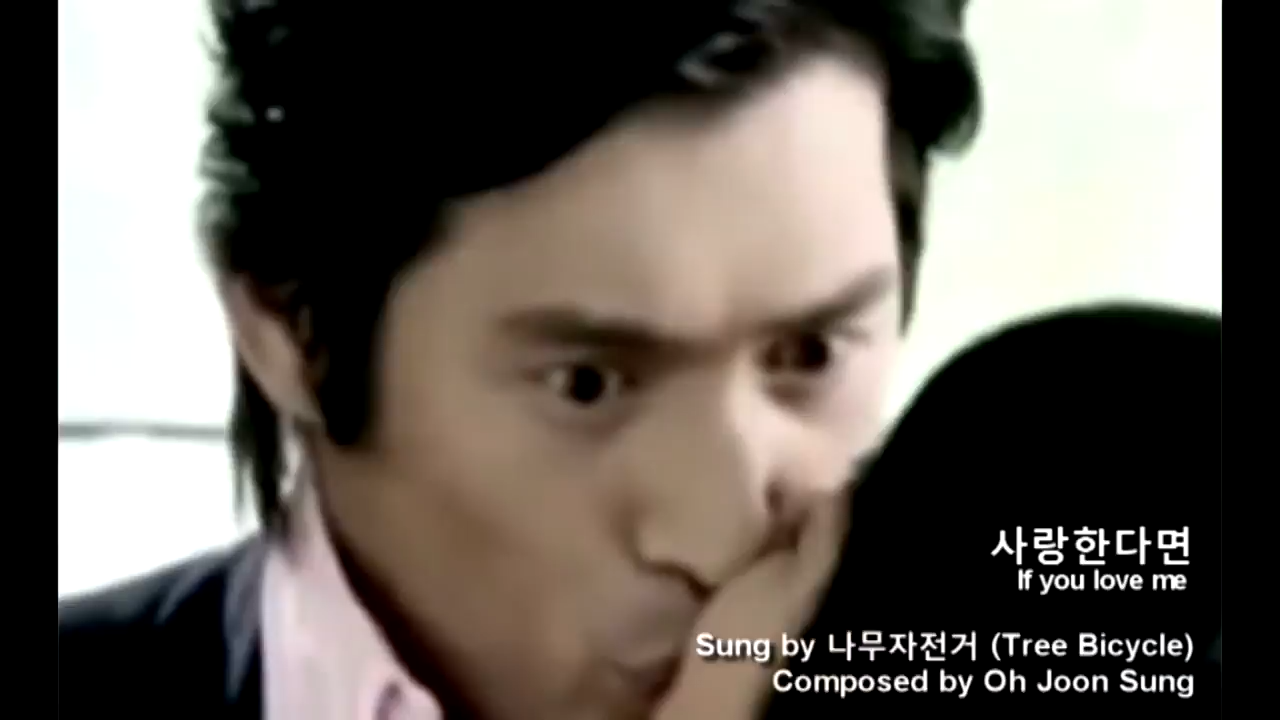 사랑한다면
If you love me
Sung by 나무자전거 (Tree Bicycle)
Composed by Oh Joon Sung